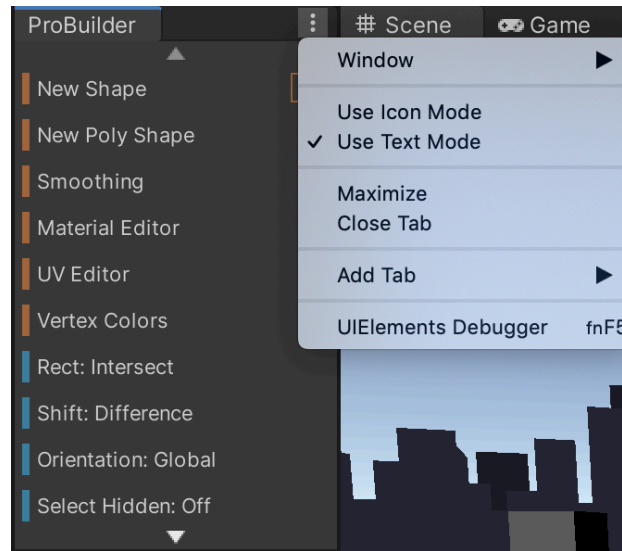 ProBuilder
Scene
Game
New Shape
New Poly Shape
Smoothing
Material Editor
UV Editor
Vertex Colors
Rect: Intersect
Shift: Difference
Orientation: Global
Select Hidden: Off
Window
Use Icon Mode
✓ Use Text Mode
Maximize
Close Tab
Add Tab
UIElements Debugger fnF5